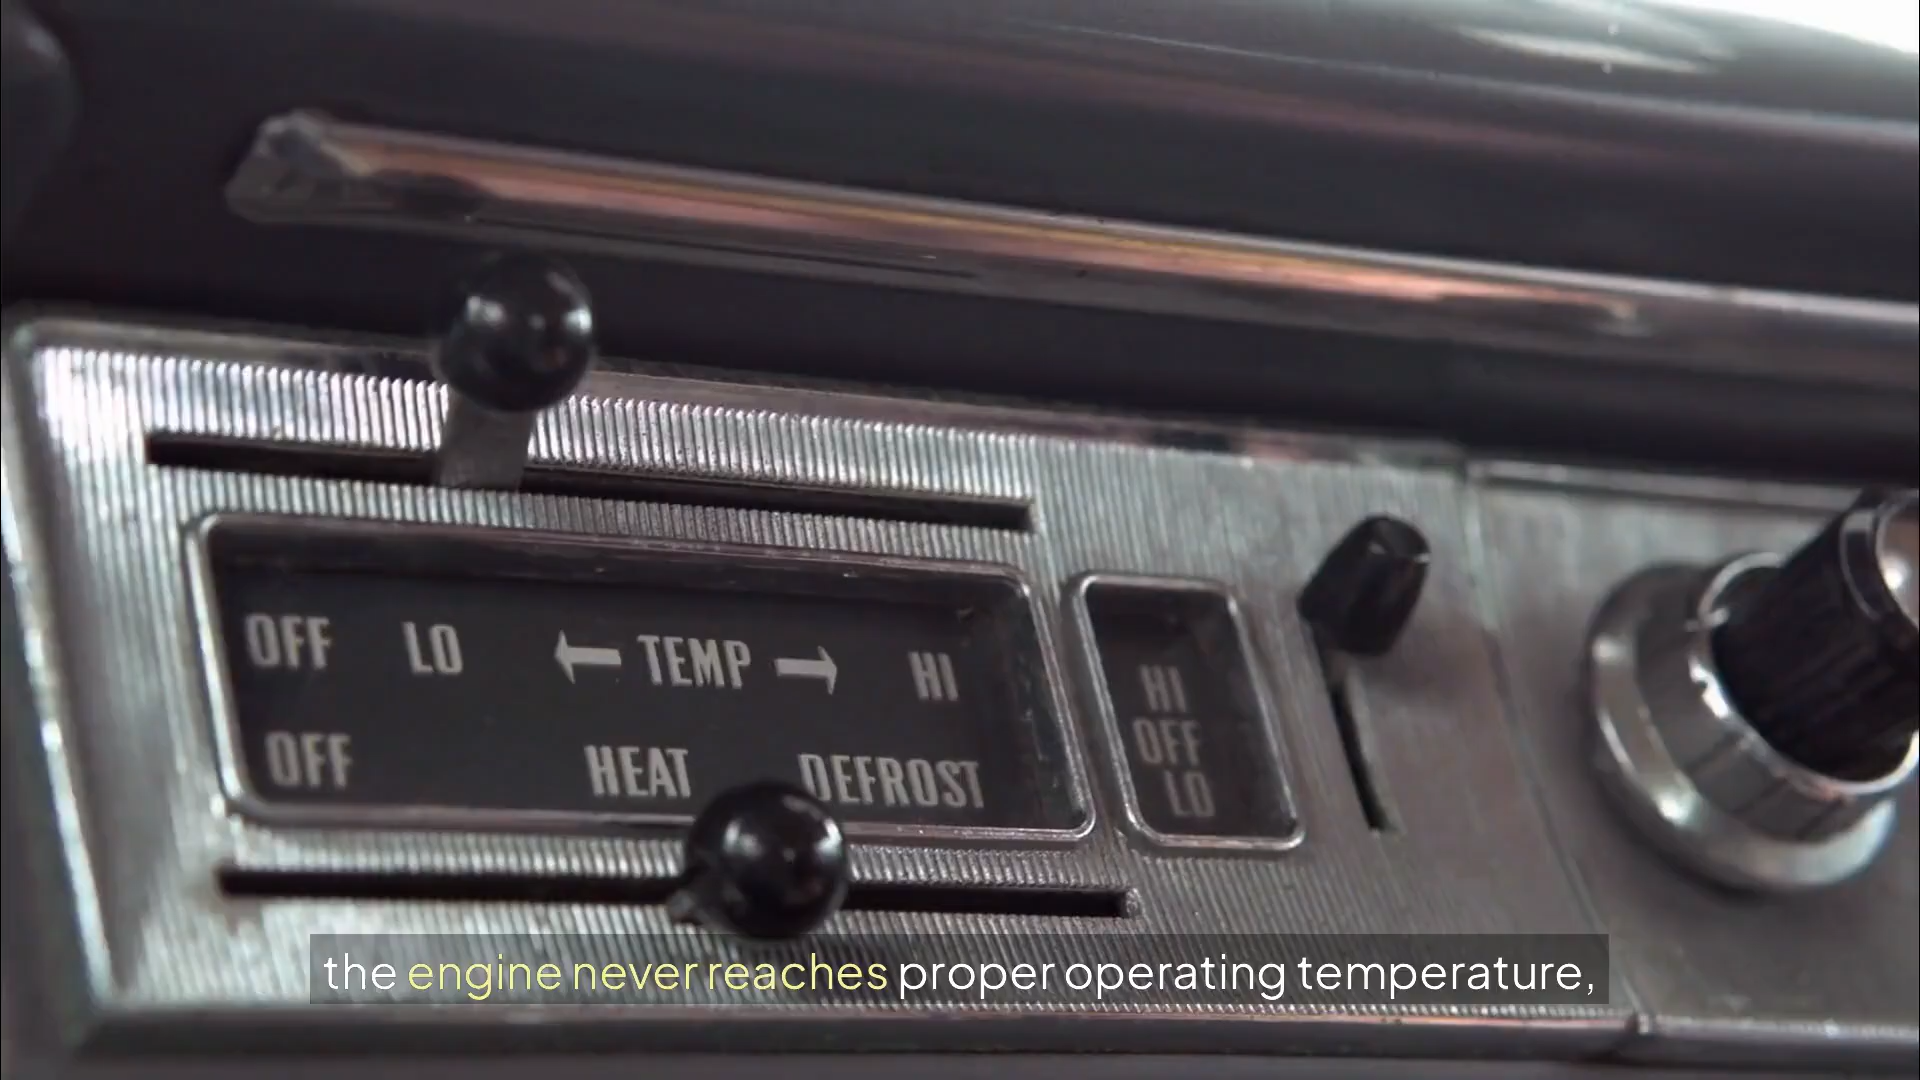 OFF LO ← TEMP → HI
OFF HEAT DEFROST
HI
OFF
LO
the engine never reaches proper operating temperature,